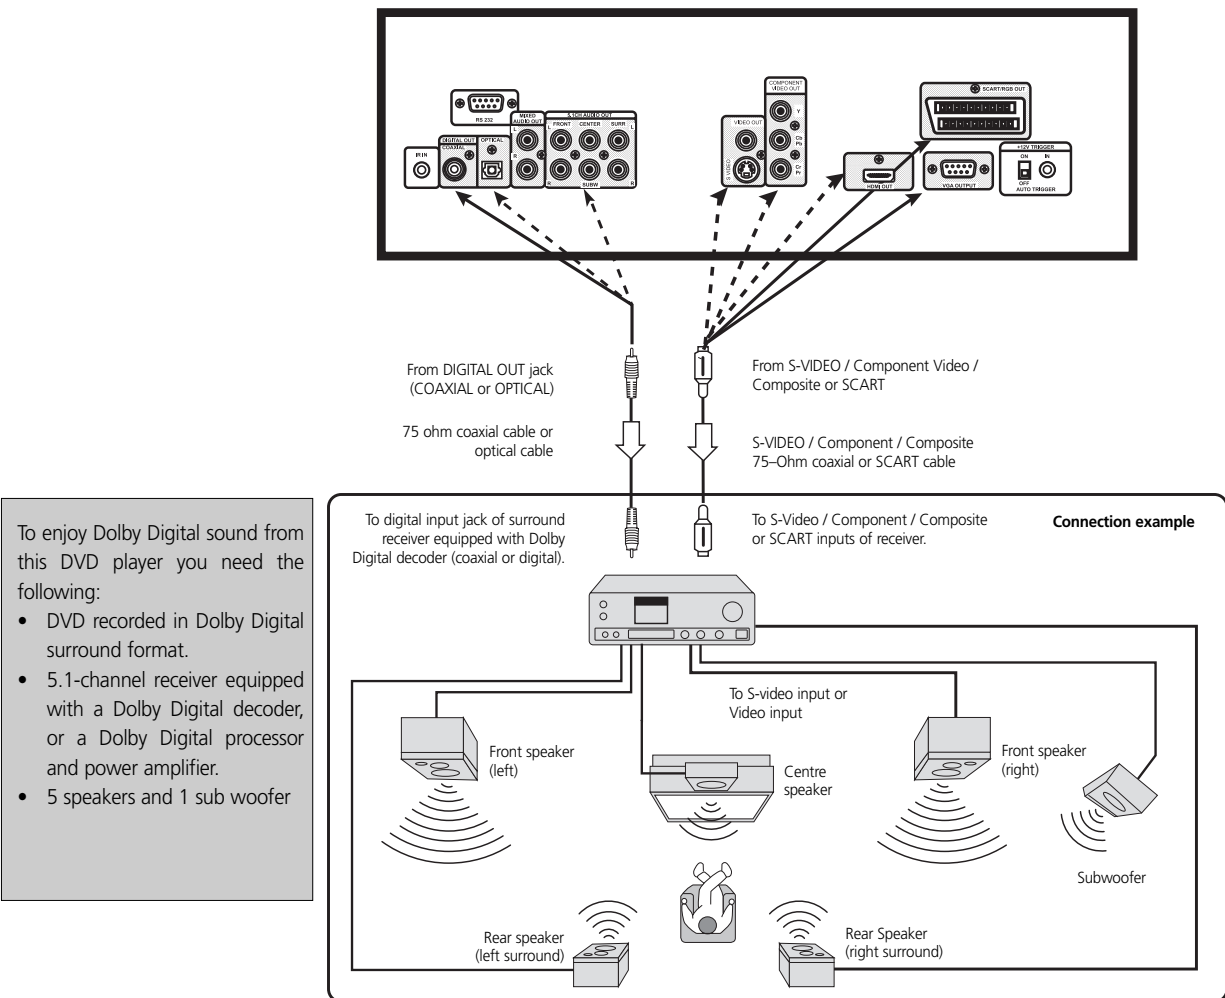 COMPONENT
VIDEO OUT
SCART/RGB OUT
RS 232
MIXED
AUDIO OUT
5.1CH AUDIO OUT
L
L FRONT CENTER SURR L
VIDEO OUT
Y
DIGITAL OUT
COAXIAL
OPTICAL
IR IN
R
Cb
Pb
S VIDEO
Cr
Pr
+12V TRIGGER
ON IN
OFF
AUTO TRIGGER
R SUBW R
HDMI OUT
VGA OUTPUT
From DIGITAL OUT jack
(COAXIAL or OPTICAL)
From S-VIDEO / Component Video /
Composite or SCART
75 ohm coaxial cable or
optical cable
S-VIDEO / Component / Composite
75–Ohm coaxial or SCART cable
To enjoy Dolby Digital sound from
this DVD player you need the
following:
• DVD recorded in Dolby Digital
surround format.
• 5.1-channel receiver equipped
with a Dolby Digital decoder,
or a Dolby Digital processor
and power amplifier.
• 5 speakers and 1 sub woofer
To digital input jack of surround
receiver equipped with Dolby
Digital decoder (coaxial or digital).
To S-Video / Component / Composite
or SCART inputs of receiver.
Connection example
To S-video input or
Video input
Front speaker
(left)
Centre
speaker
Front speaker
(right)
Subwoofer
Rear speaker
(left surround)
Rear Speaker
(right surround)